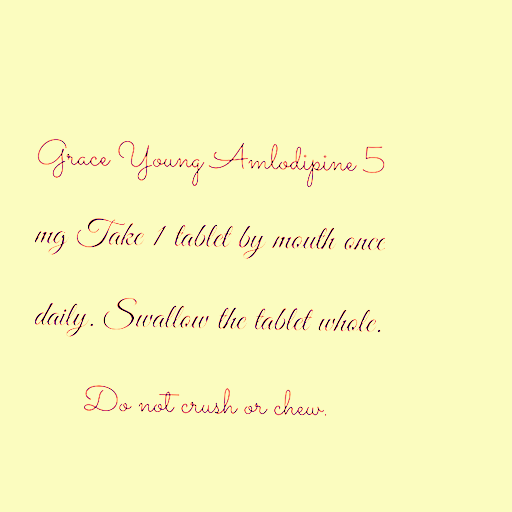 Grace Young Amlodipine 5
mg Take 1 tablet by mouth once
daily. Swallow the tablet whole.
Do not crush or chew.